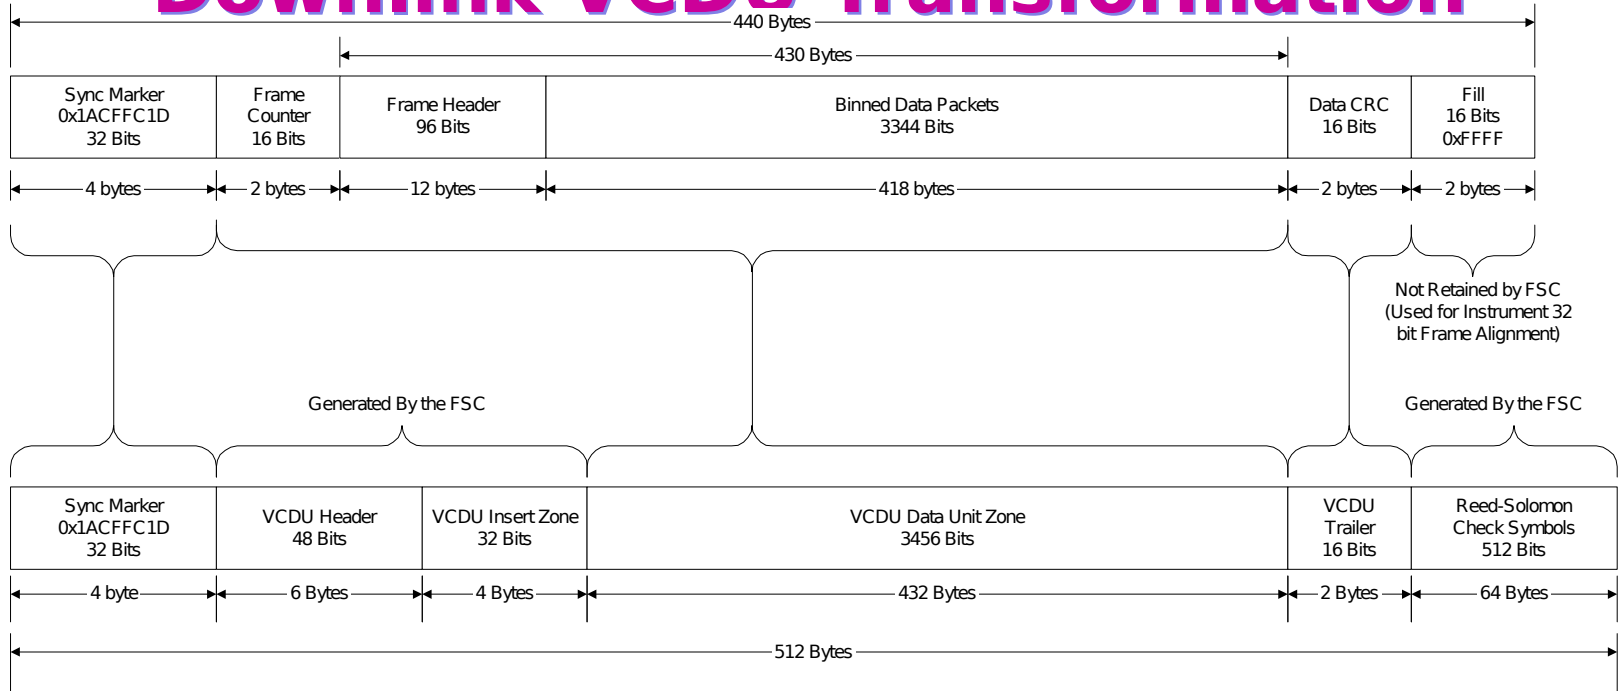 Downlink VCDU Transformation
440 Bytes
430 Bytes
Sync Marker
0x1ACFFC1D
32 Bits
Frame
Counter
16 Bits
Frame Header
96 Bits
Binned Data Packets
3344 Bits
Data CRC
16 Bits
Fill
16 Bits
0xFFFF
4 bytes
2 bytes
12 bytes
418 bytes
2 bytes
2 bytes
Not Retained by FSC
(Used for Instrument 32
bit Frame Alignment)
Generated By the FSC
Generated By the FSC
Sync Marker
0x1ACFFC1D
32 Bits
VCDU Header
48 Bits
VCDU Insert Zone
32 Bits
VCDU Data Unit Zone
3456 Bits
VCDU
Trailer
16 Bits
Reed-Solomon
Check Symbols
512 Bits
4 byte
6 Bytes
4 Bytes
432 Bytes
2 Bytes
64 Bytes
512 Bytes